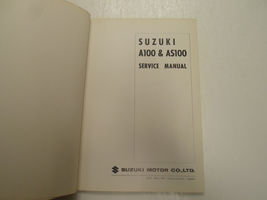 SUZUKI
A100 & AS100
SERVICE MANUAL
SUZUKI MOTOR CO.,LTD.